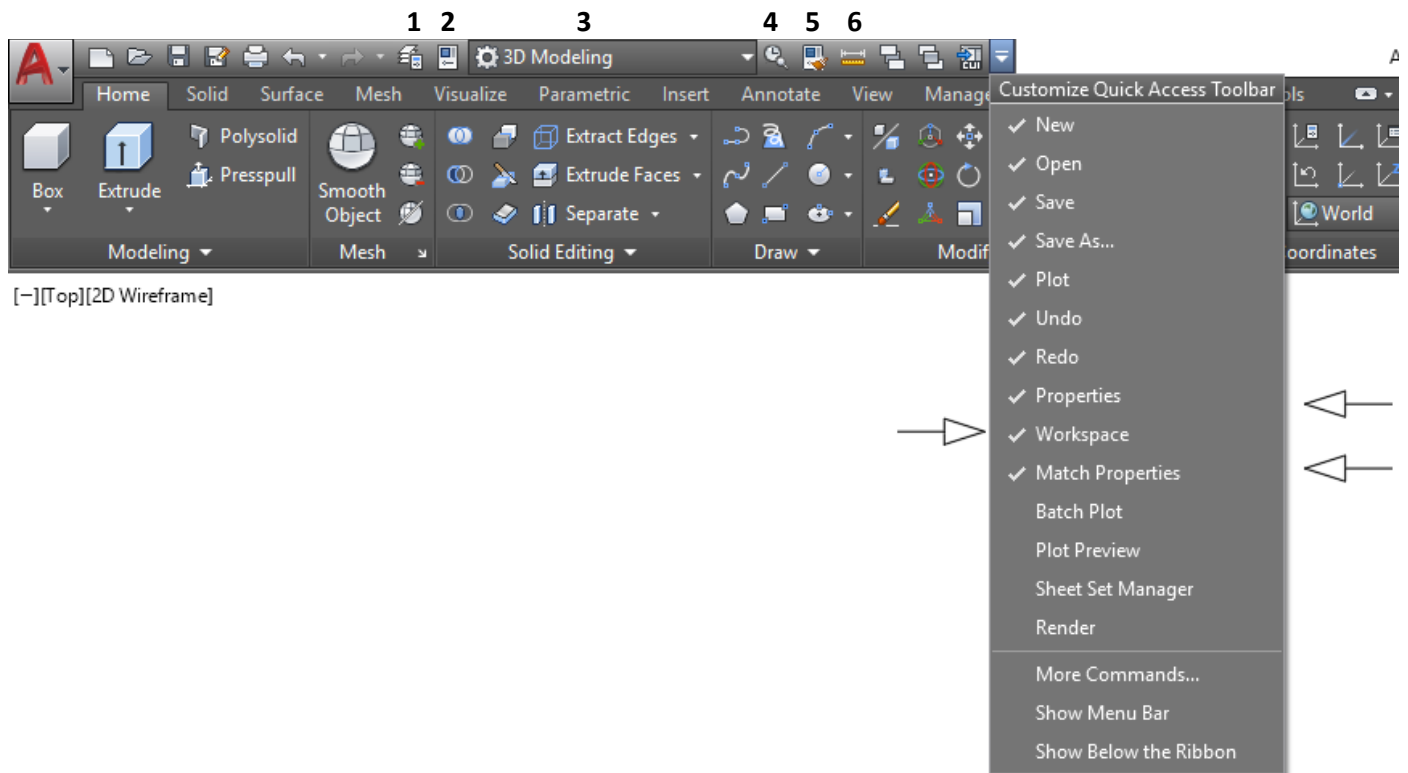 1 2 3 4 5 6
A 3D Modeling CUI A
Home Solid Surface Mesh Visualize Parametric Insert Annotate View Manage
Customize Quick Access Toolbar
Polysolid Extract Edges
Presspull Extrude Faces
Box Extrude Smooth Object Separate World
Modeling Mesh Solid Editing Draw
[−][Top][2D Wireframe]
New
Open
Save
Save As...
Plot
Undo
Redo
Properties
Workspace
Match Properties
Batch Plot
Plot Preview
Sheet Set Manager
Render
More Commands...
Show Menu Bar
Show Below the Ribbon